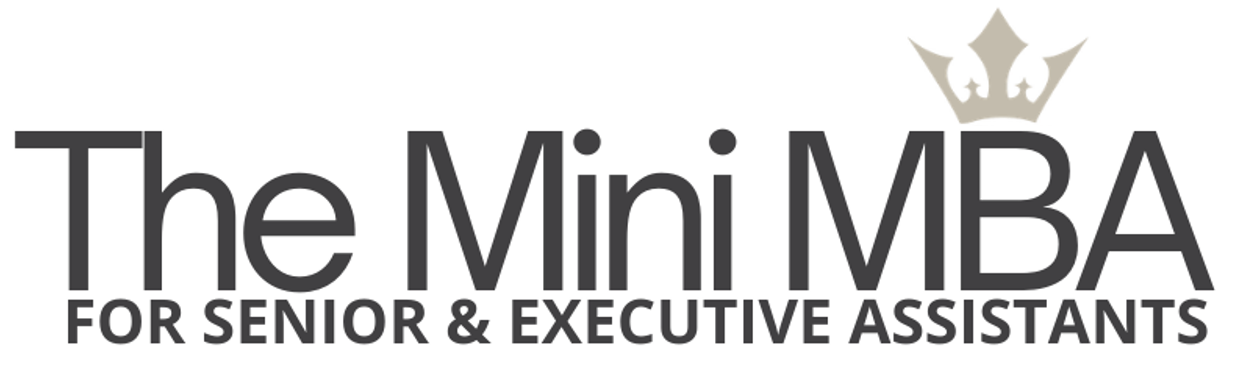 The Mini MBA
FOR SENIOR & EXECUTIVE ASSISTANTS